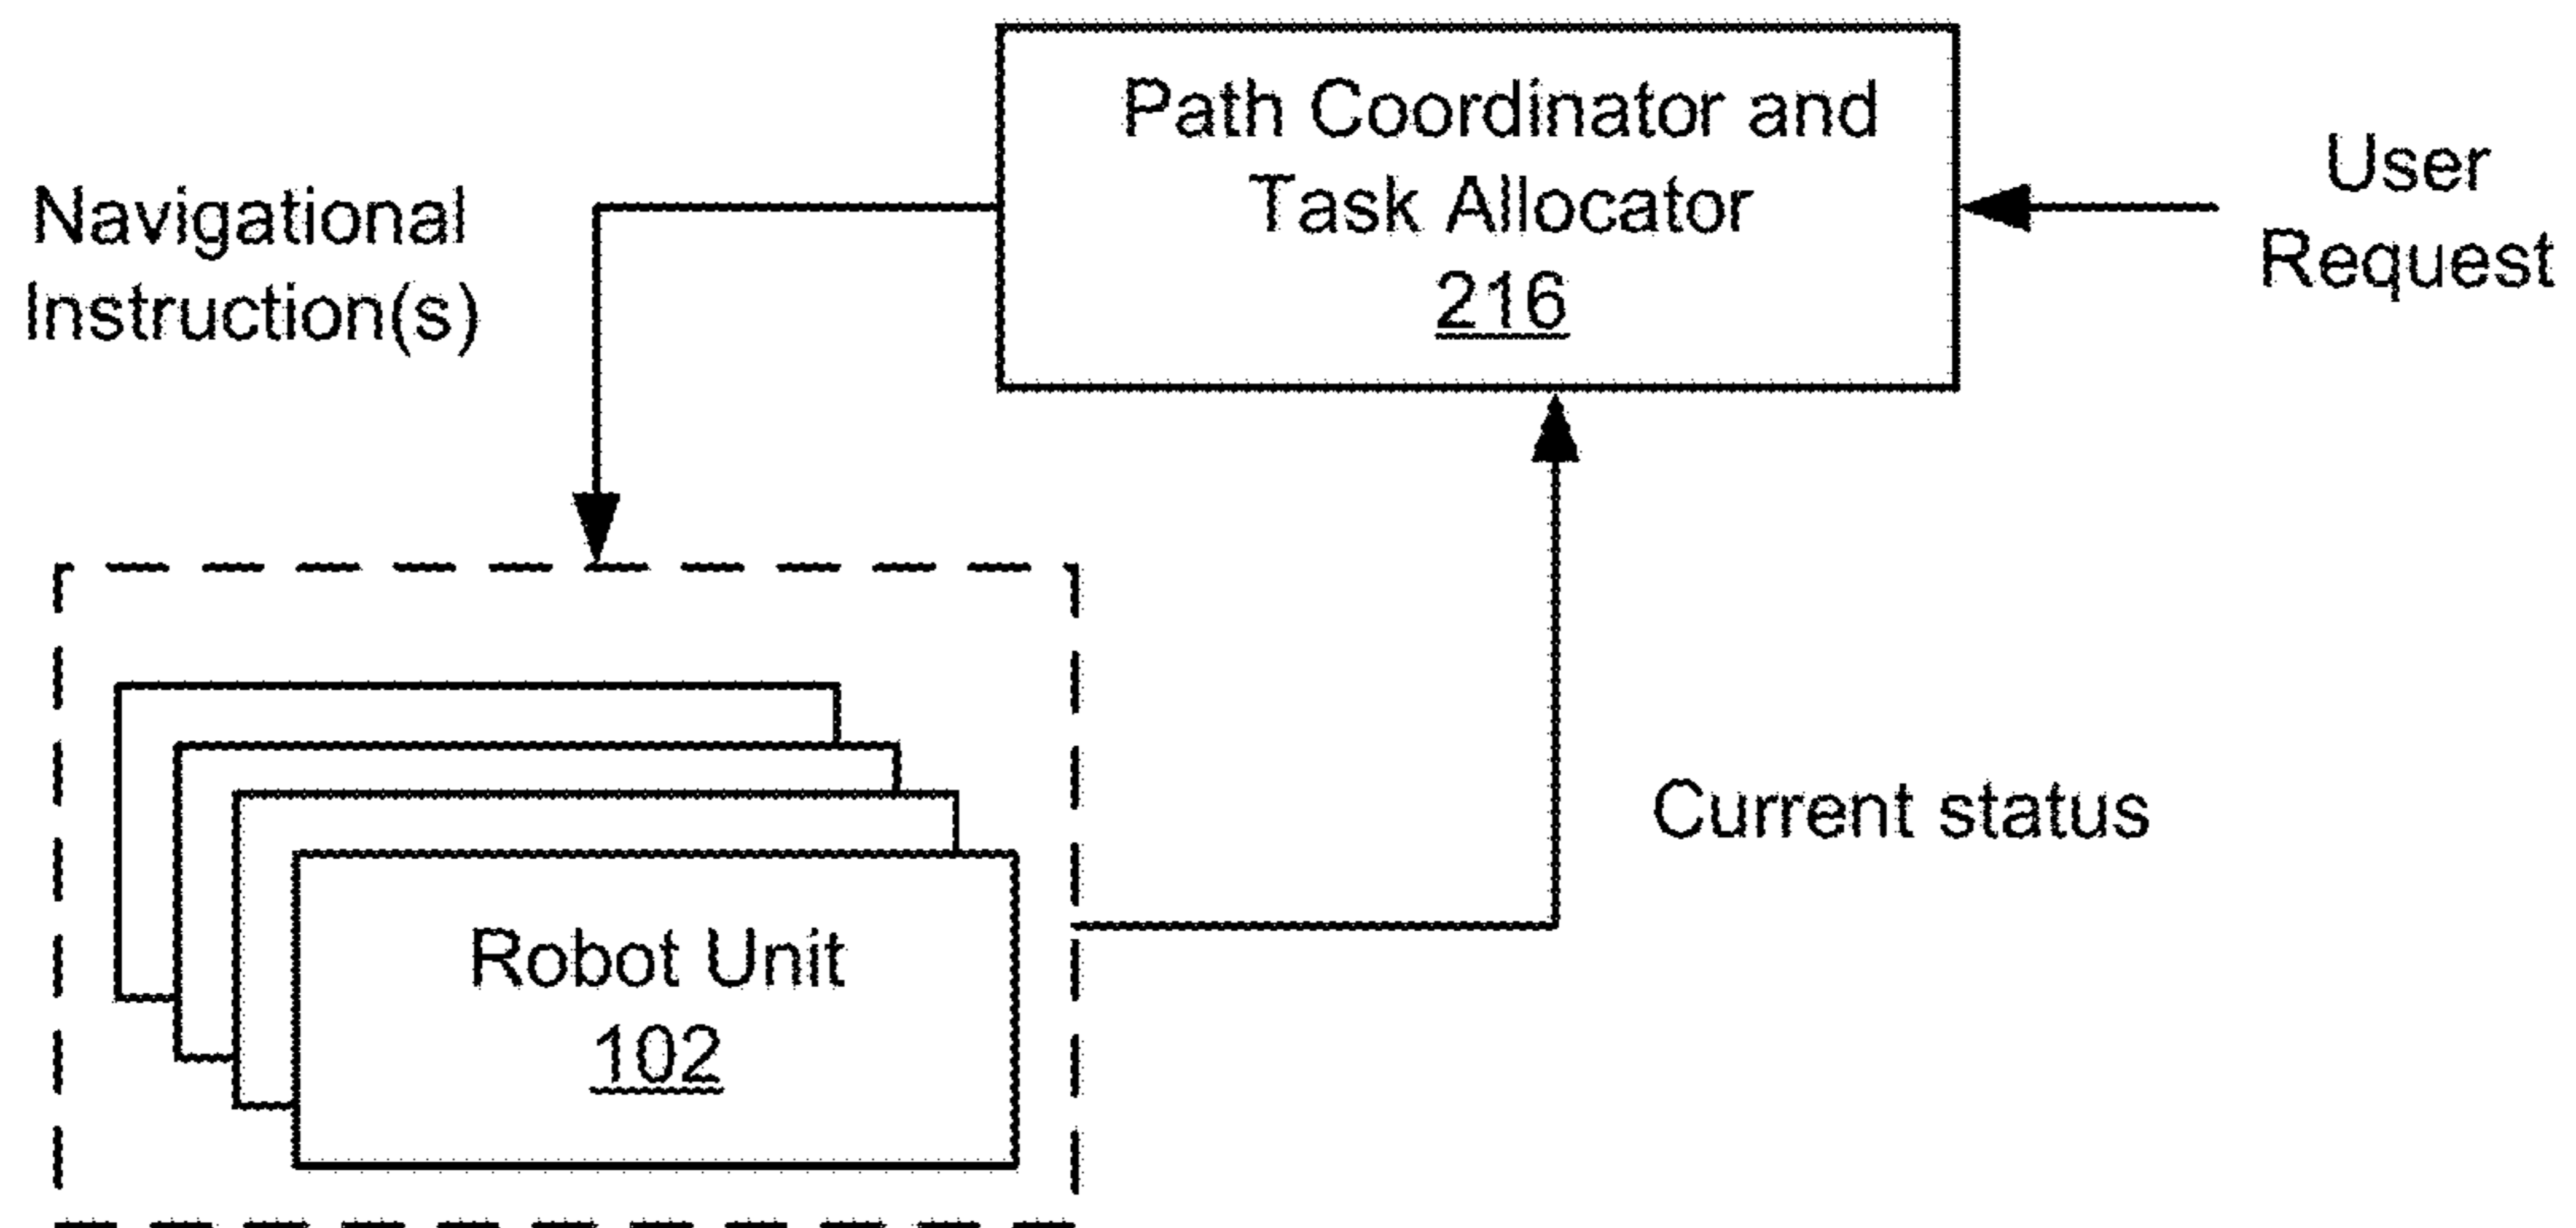 Path Coordinator and
Task Allocator
216
User
Request
Navigational
Instruction(s)
Current status
Robot Unit
102